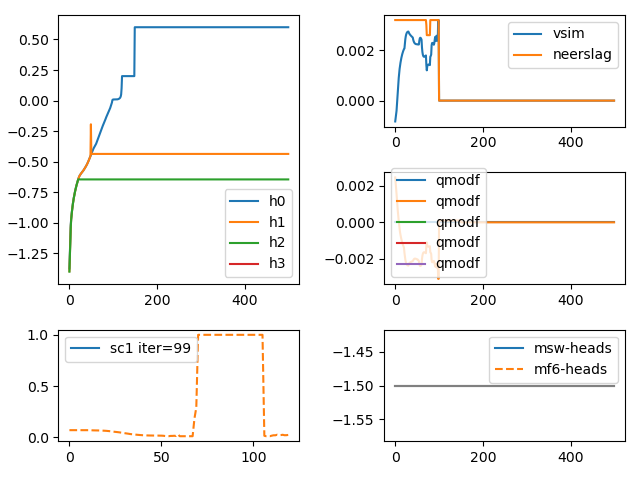 0.50
0.25
0.00
−0.25
−0.50
−0.75
−1.00
−1.25
h0
h1
h2
h3
0
200
400
0.002
0.000
vsim
neerslag
0
200
400
0.002
0.000
−0.002
qmodf
qmodf
qmodf
qmodf
qmodf
0
200
400
1.0
0.5
0.0
sc1 iter=99
0
50
100
−1.45
−1.50
−1.55
msw-heads
mf6-heads
0
200
400